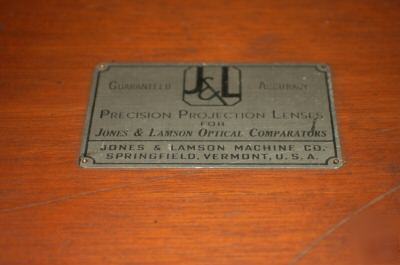 GUARANTEED J&L ACCURACY
PRECISION PROJECTION LENSES
FOR
JONES & LAMSON OPTICAL COMPARATORS
JONES & LAMSON MACHINE CO.
SPRINGFIELD, VERMONT, U.S.A.